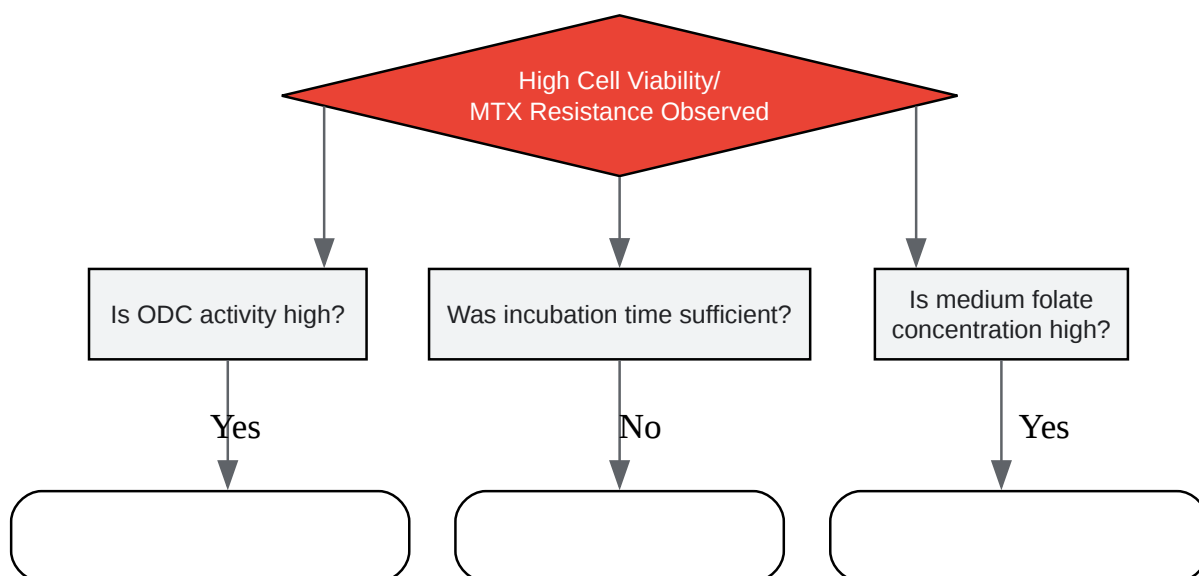 High Cell Viability/
MTX Resistance Observed
Is ODC activity high?
Was incubation time sufficient?
Is medium folate
concentration high?
Yes
No
Yes